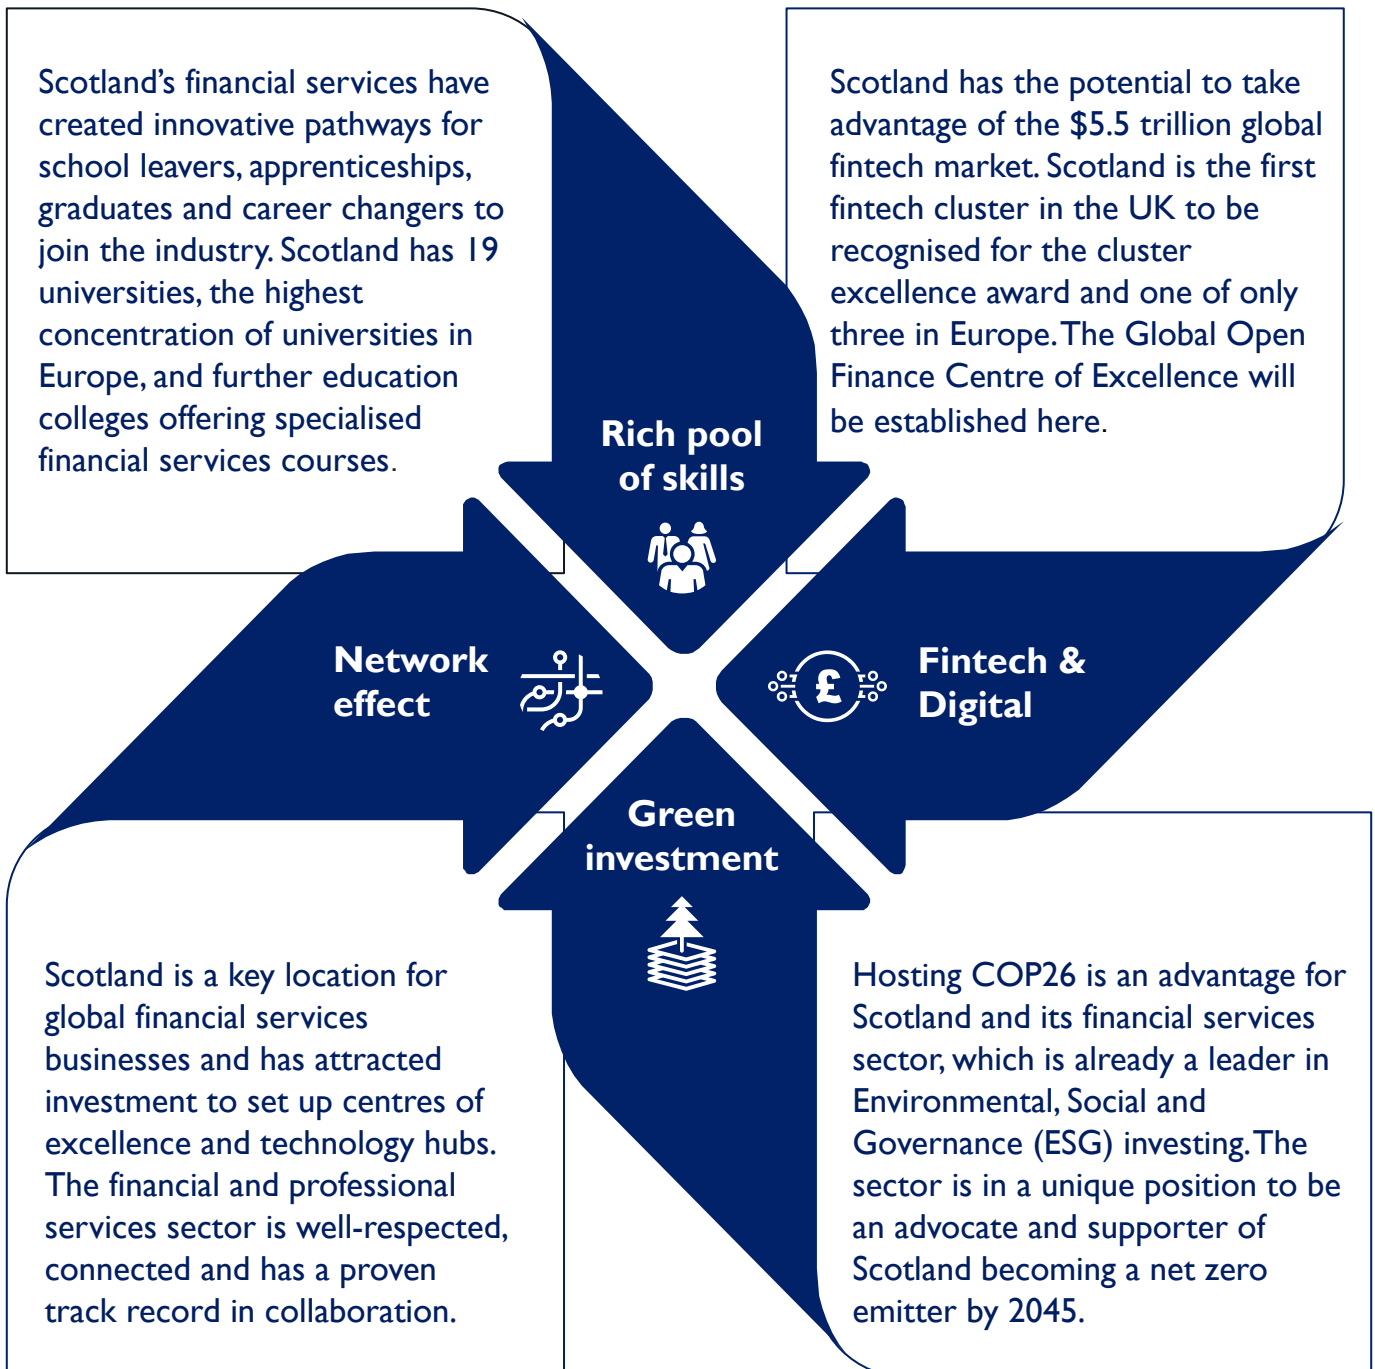 Scotland’s financial services have
created innovative pathways for
school leavers, apprenticeships,
graduates and career changers to
join the industry. Scotland has 19
universities, the highest
concentration of universities in
Europe, and further education
colleges offering specialised
financial services courses.
Scotland has the potential to take
advantage of the $5.5 trillion global
fintech market. Scotland is the first
fintech cluster in the UK to be
recognised for the cluster
excellence award and one of only
three in Europe. The Global Open
Finance Centre of Excellence will
be established here.
Rich pool
of skills
Network
effect
£
Fintech &
Digital
Green
investment
Scotland is a key location for
global financial services
businesses and has attracted
investment to set up centres of
excellence and technology hubs.
The financial and professional
services sector is well-respected,
connected and has a proven
track record in collaboration.
Hosting COP26 is an advantage for
Scotland and its financial services
sector, which is already a leader in
Environmental, Social and
Governance (ESG) investing. The
sector is in a unique position to be
an advocate and supporter of
Scotland becoming a net zero
emitter by 2045.